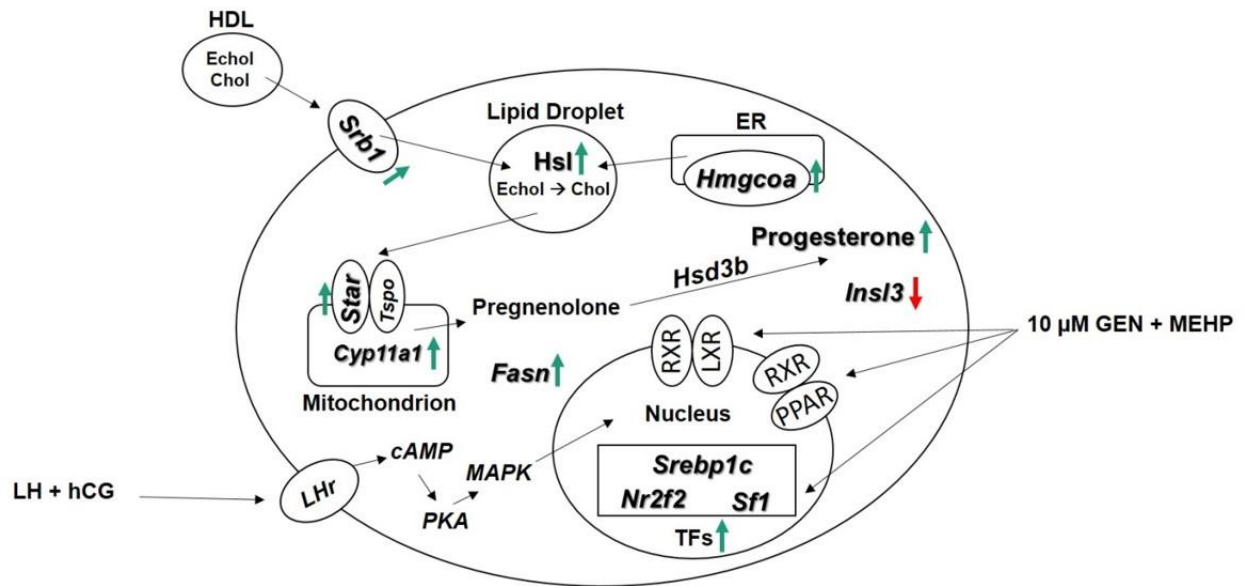 HDL
Echol
Chol
Srb1
Lipid Droplet
Hsl
Echol → Chol
ER
Hmgcoa
Progesterone
Insl3
Hsd3b
Star
Tspo
Cyp11a1
Mitochondrion
Pregnenolone
Fasn
RXR
LXR
RXR
PPAR
10 µM GEN + MEHP
Nucleus
Srebp1c
Nr2f2 Sf1
TFs
LH + hCG
LHr
cAMP
PKA
MAPK